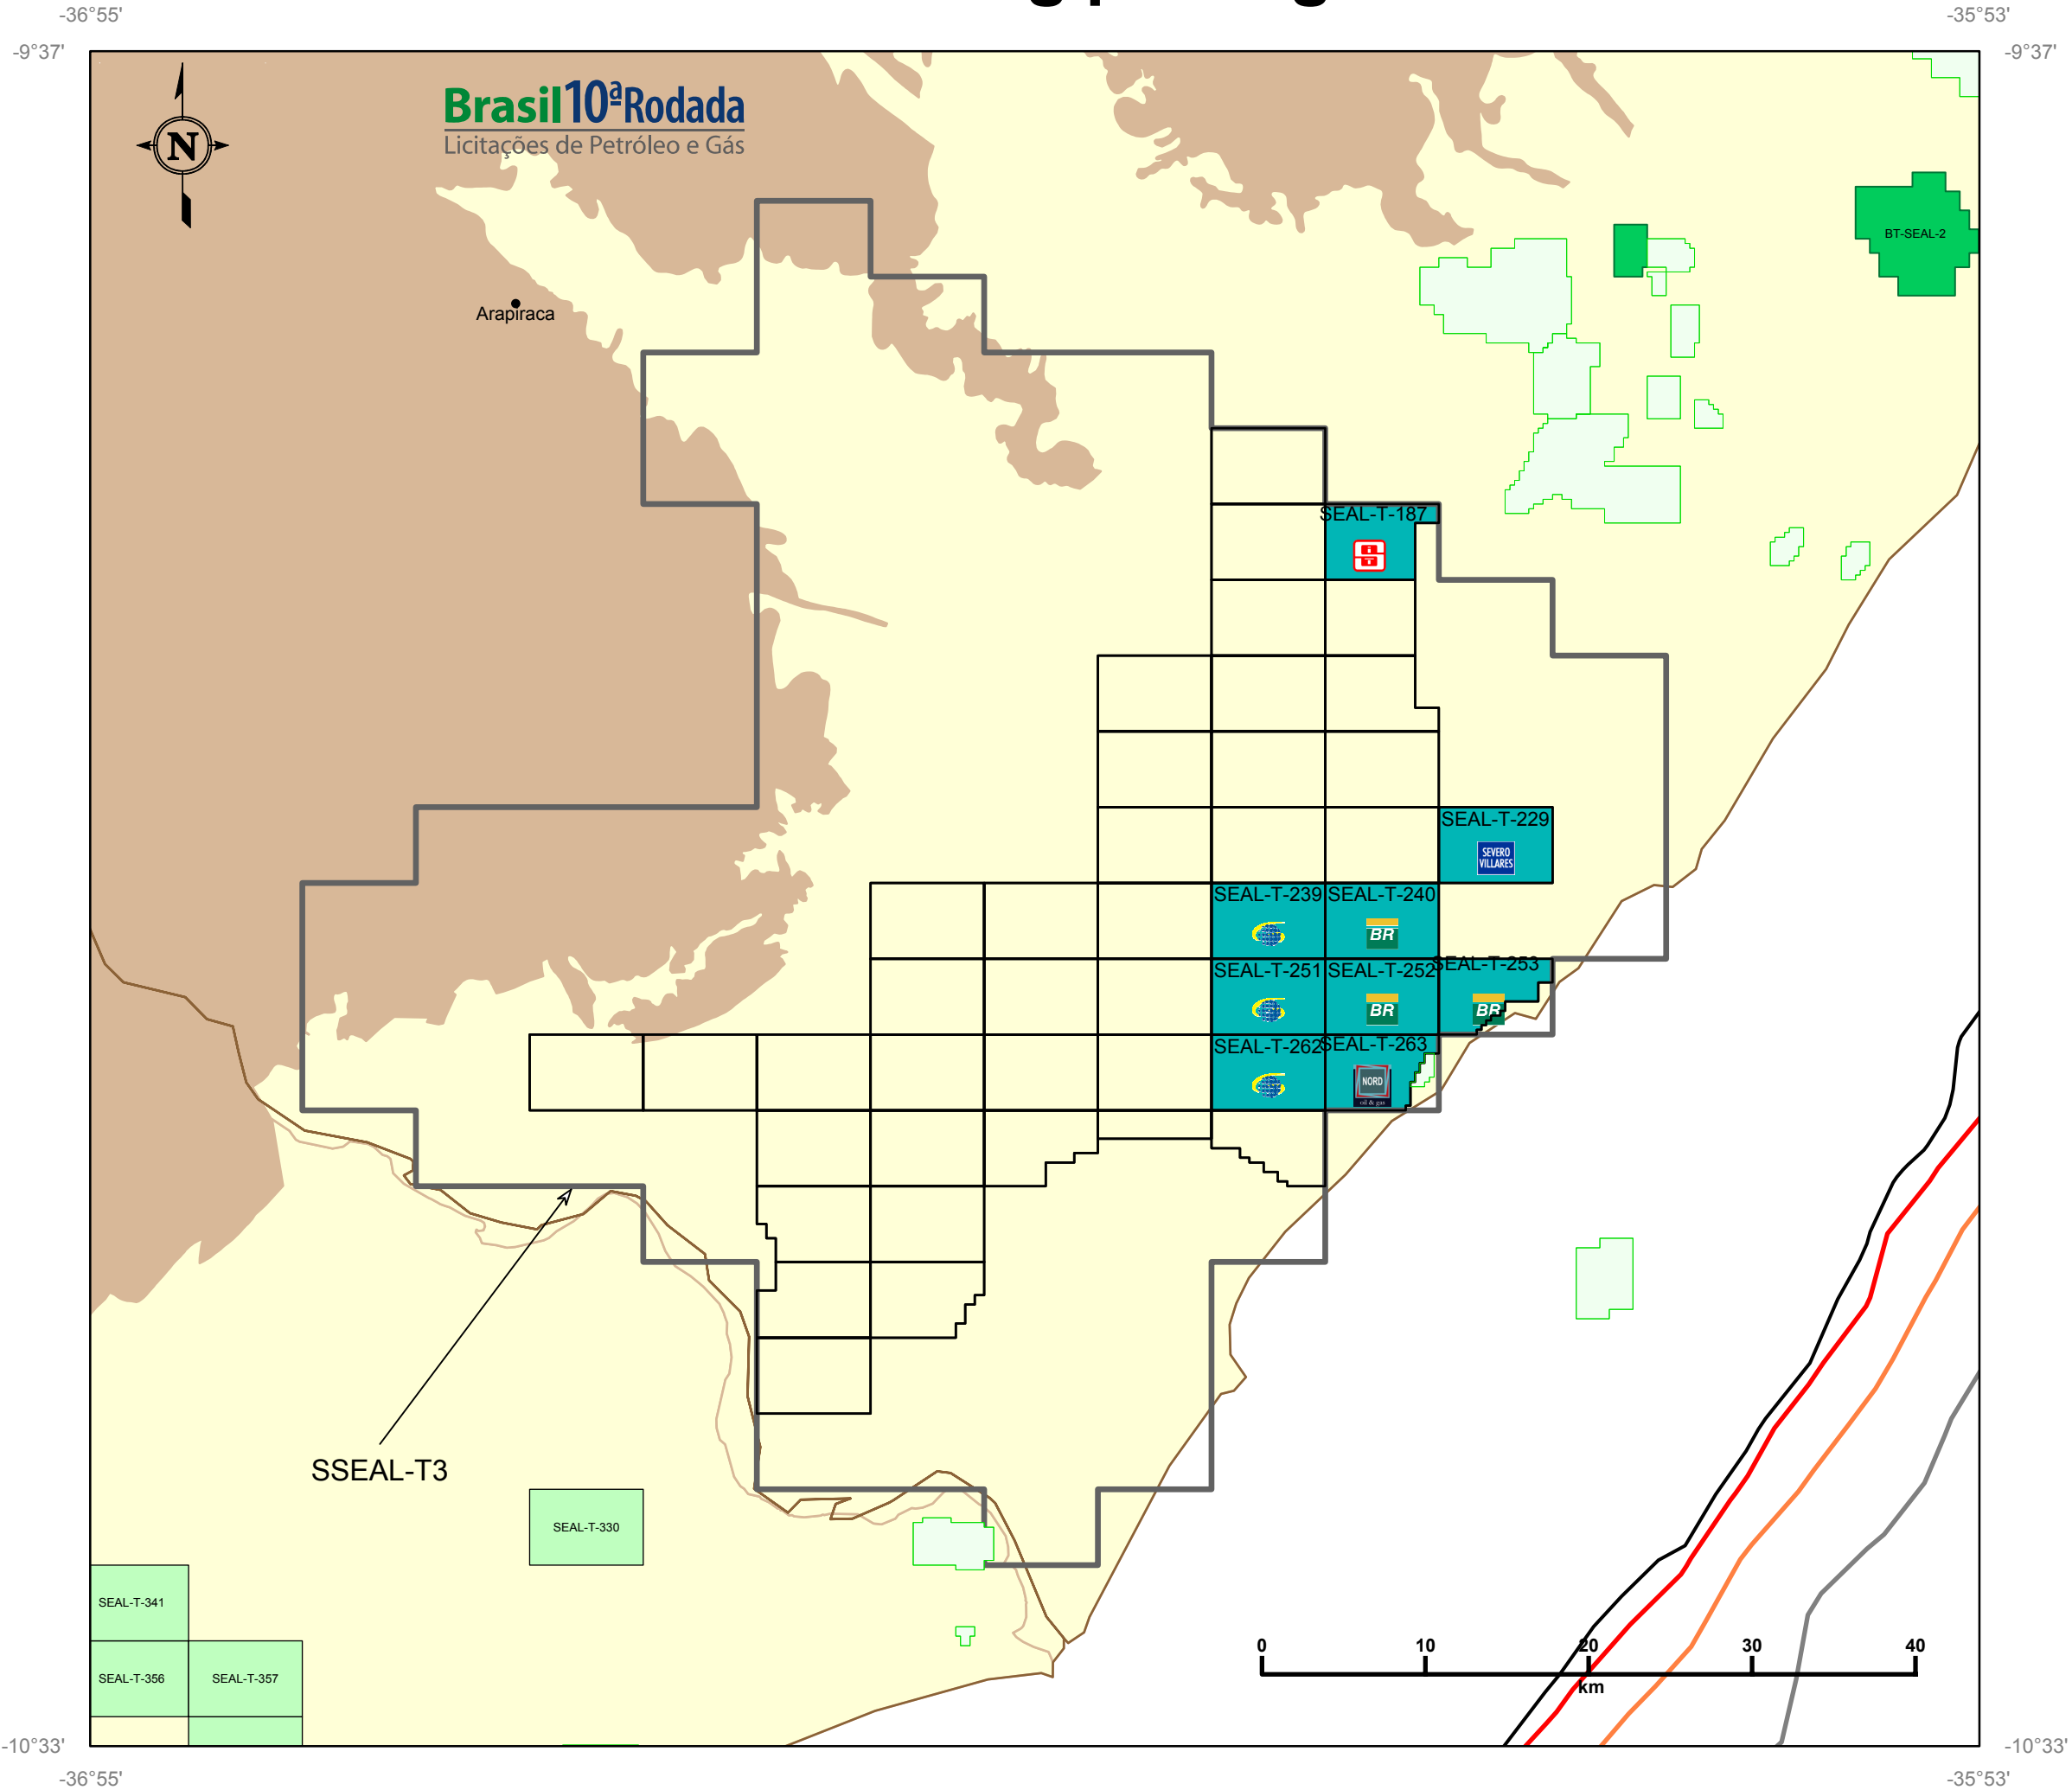 -36°55'
-35°53'
-9°37'
-9°37'
N
Brasil 10ª Rodada
Licitações de Petróleo e Gás
BT-SEAL-2
Arapiraca
SEAL-T-187
SEAL-T-229
SEVERO
VILLARES
SEAL-T-239
SEAL-T-240
BR
SEAL-T-251
SEAL-T-252
SEAL-T-253
BR
BR
SEAL-T-262
SEAL-T-263
NORD
oil & gas
SSEAL-T3
SEAL-T-330
SEAL-T-341
SEAL-T-356
SEAL-T-357
0 10 20 30 40
km
-10°33'
-10°33'
-36°55'
-35°53'